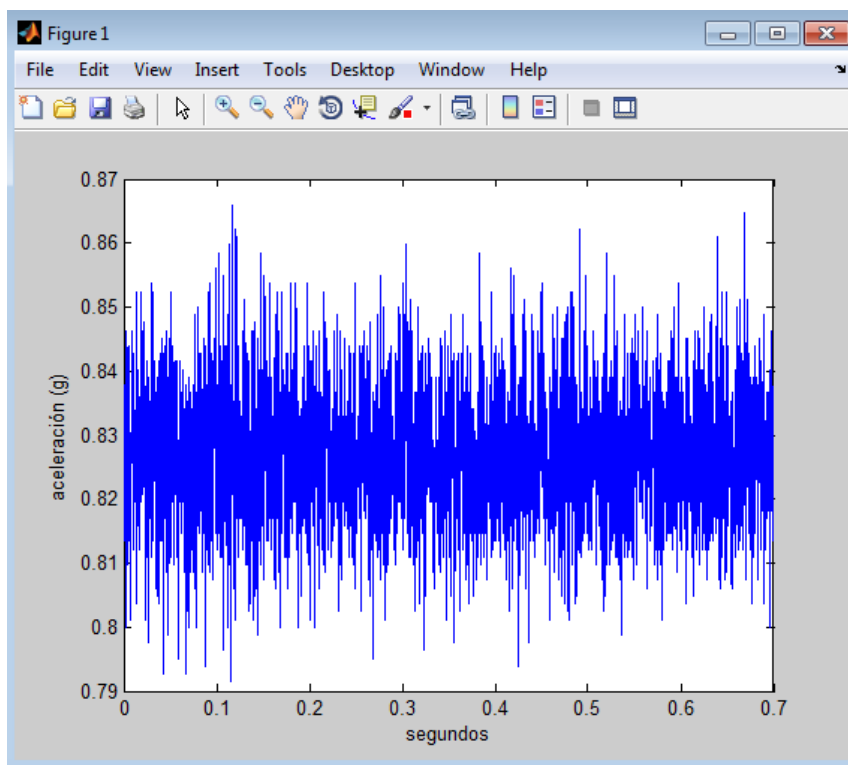 Figure 1
File Edit View Insert Tools Desktop Window Help
0.87
0.86
0.85
0.84
0.83
0.82
0.81
0.8
0.79
aceleración (g)
0 0.1 0.2 0.3 0.4 0.5 0.6 0.7
segundos